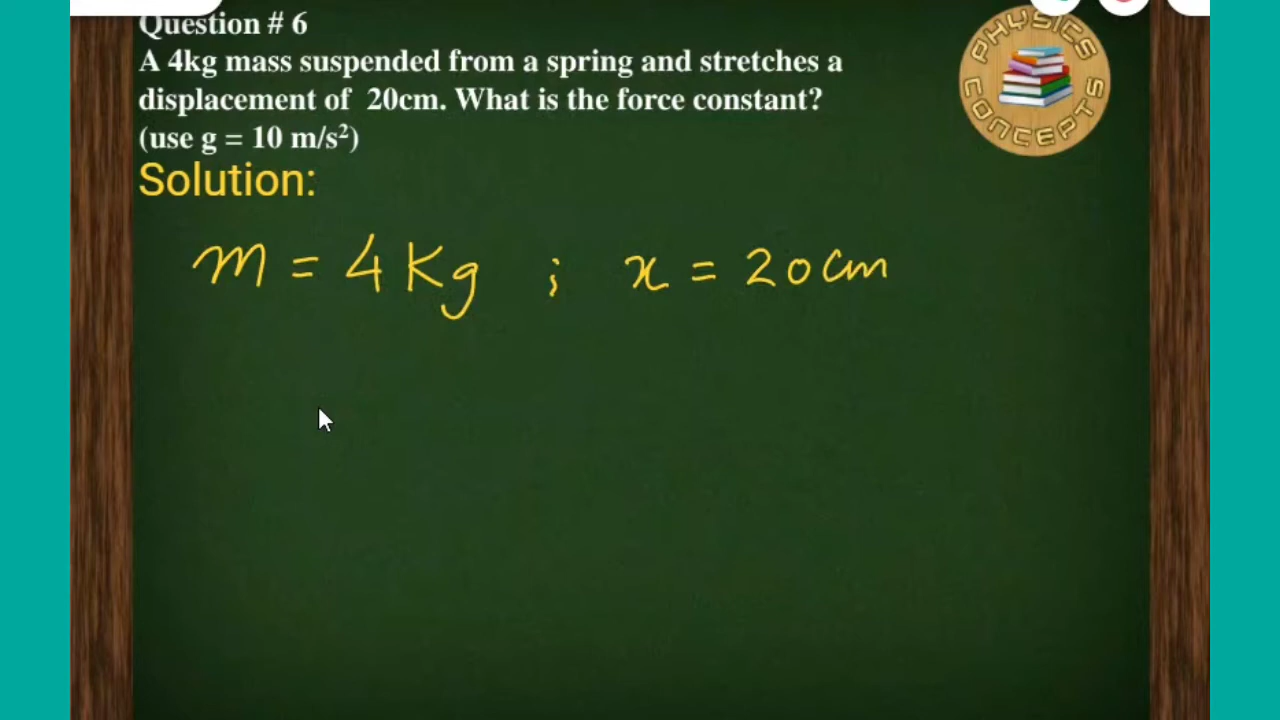 Question # 6
A 4kg mass suspended from a spring and stretches a
displacement of 20cm. What is the force constant?
(use g = 10 m/s²)
Solution:
m = 4 Kg ; x = 20 cm
PHYSICS
CONCEPTS